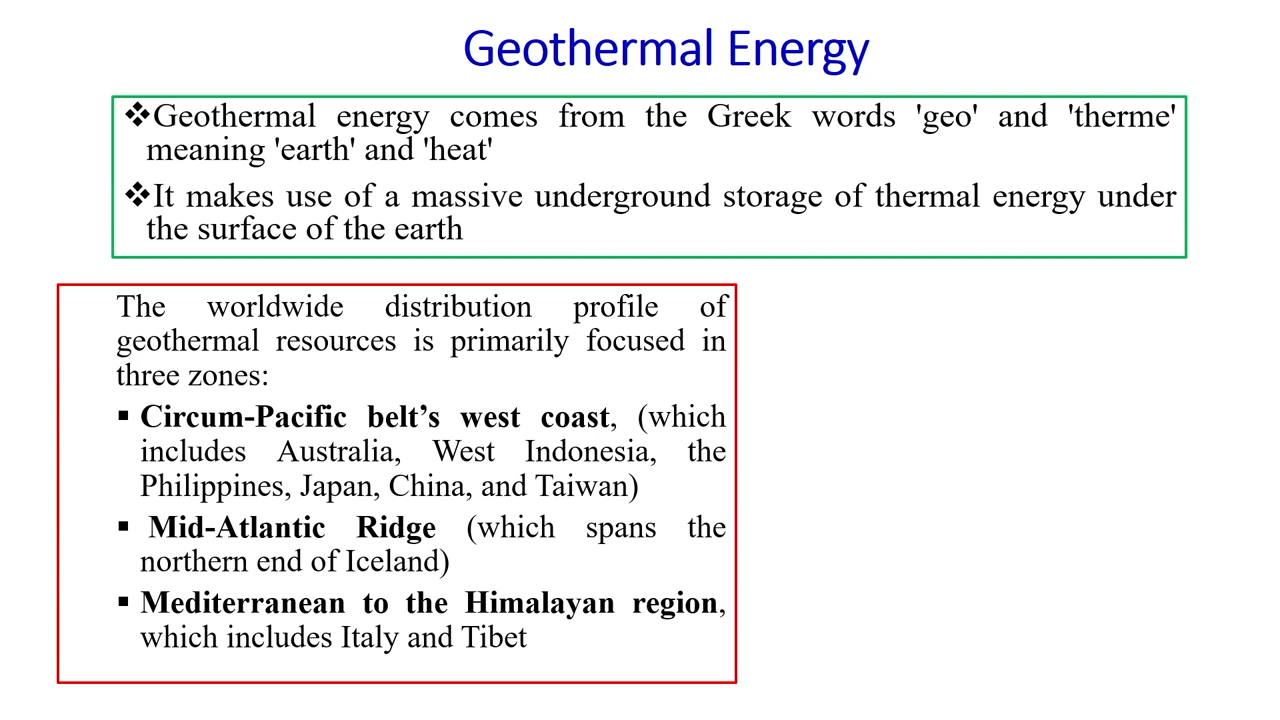 Geothermal Energy
❖Geothermal energy comes from the Greek words 'geo' and 'therme'
meaning 'earth' and 'heat'
❖It makes use of a massive underground storage of thermal energy under
the surface of the earth
The worldwide distribution profile of
geothermal resources is primarily focused in
three zones:
▪ Circum-Pacific belt’s west coast, (which
includes Australia, West Indonesia, the
Philippines, Japan, China, and Taiwan)
▪ Mid-Atlantic Ridge (which spans the
northern end of Iceland)
▪ Mediterranean to the Himalayan region,
which includes Italy and Tibet